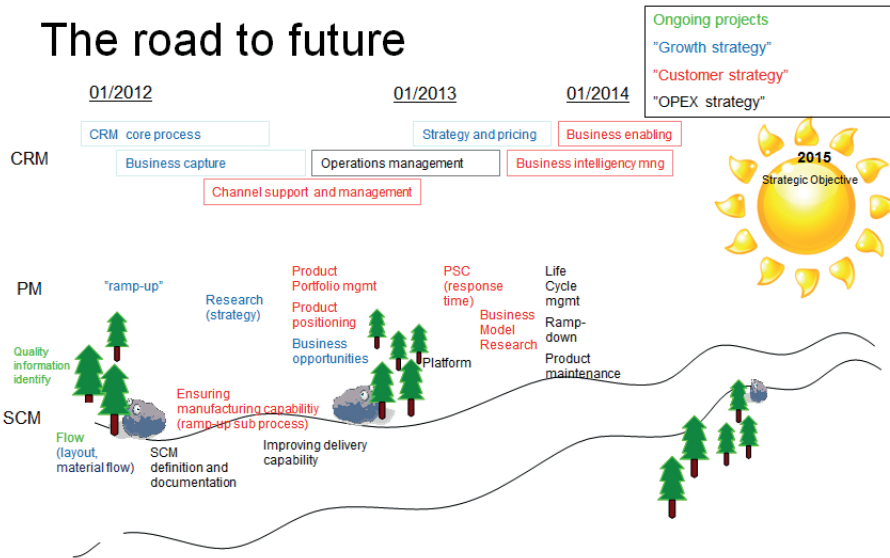 The road to future
Ongoing projects
"Growth strategy"
"Customer strategy"
"OPEX strategy"
01/2012
01/2013
01/2014
CRM
CRM core process
Strategy and pricing
Business enabling
Business capture
Operations management
Business intelligency mng
Channel support and management
2015
Strategic Objective
PM
"ramp-up"
Research
(strategy)
Product
Portfolio mgmt
Product
positioning
Business
opportunities
PSC
(response
time)
Business
Model
Research
Life
Cycle
mgmt
Ramp-
down
Product
maintenance
Platform
Quality
information
identify
SCM
Ensuring
manufacturing capabilitiy
(ramp-up sub process)
Flow
(layout,
material flow)
SCM
definition and
documentation
Improving delivery
capability